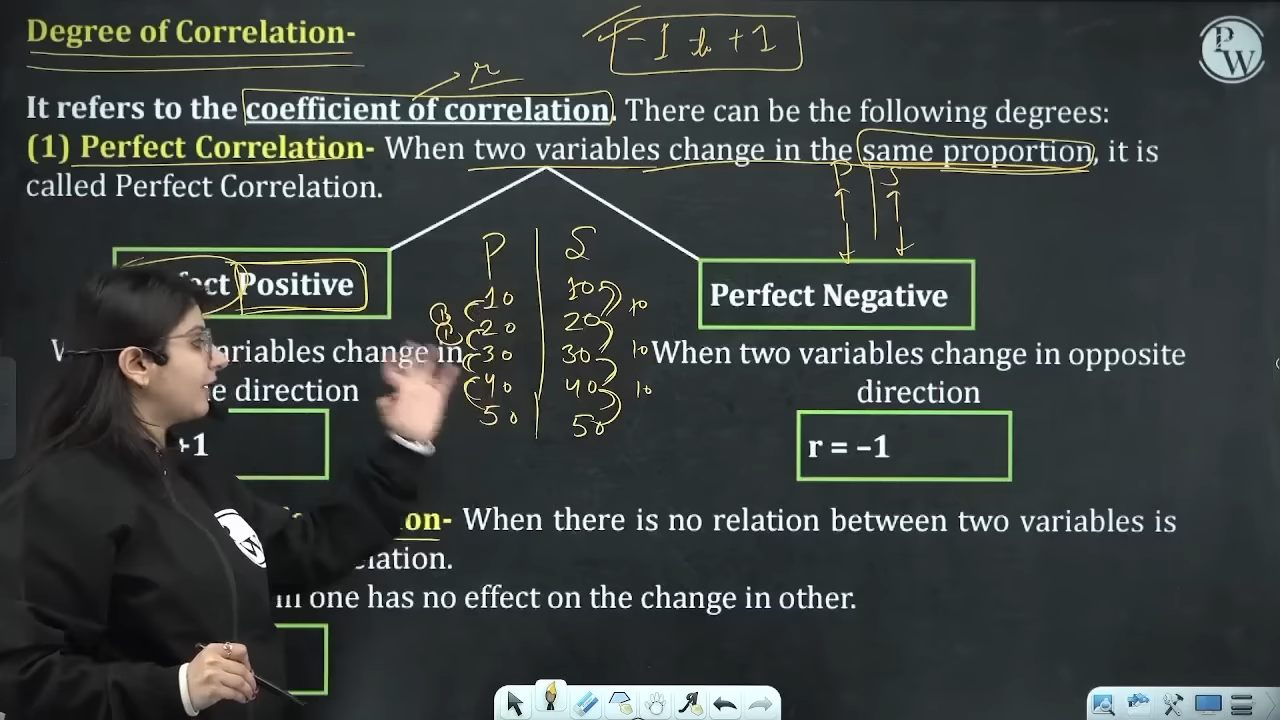 Degree of Correlation-
-1 to +1
PW
r
It refers to the coefficient of correlation. There can be the following degrees:
(1) Perfect Correlation- When two variables change in the same proportion, it is
called Perfect Correlation.
P S
P S
Positive
Perfect Negative
10 10
20 20 10
30 30 10
40 40 10
50 50
change in
When two variables change in opposite
direction
direction
+1
r = –1
on- When there is no relation between two variables is
in one has no effect on the change in other.